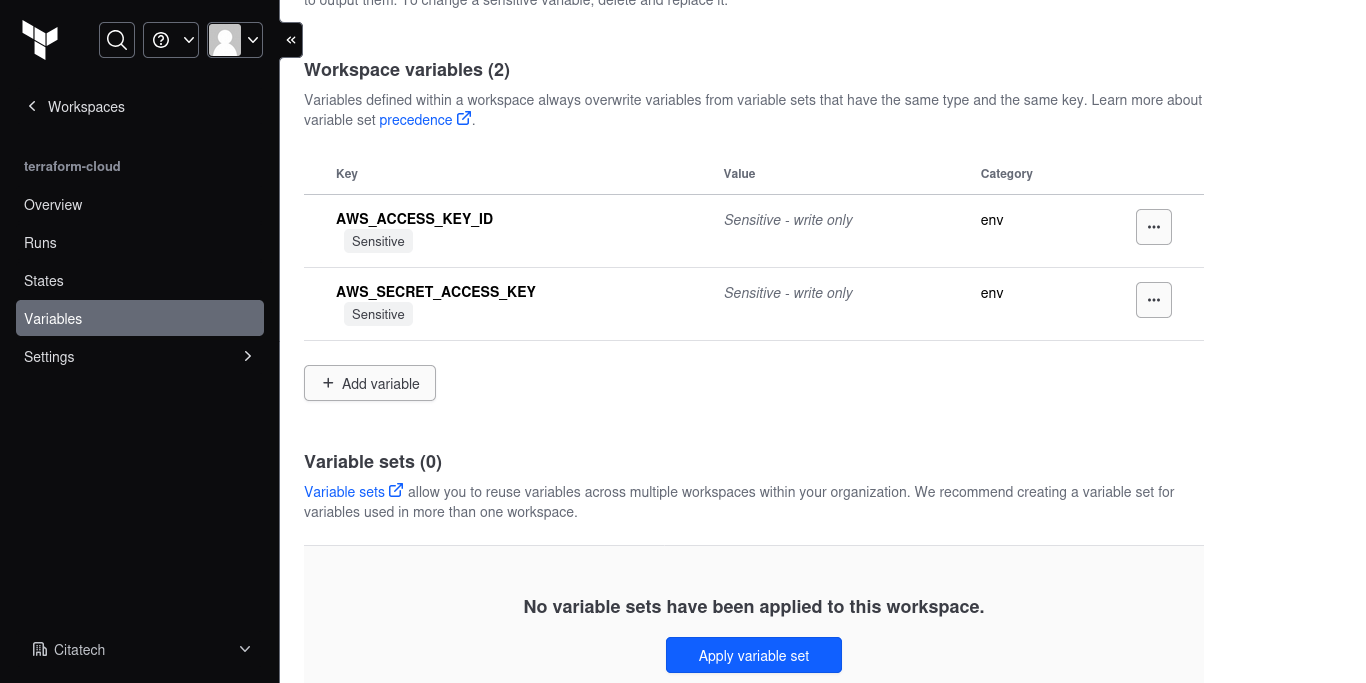 to output them. To change a sensitive variable, delete and replace it.
Workspaces
terraform-cloud
Overview
Runs
States
Variables
Settings
Citatech
Workspace variables (2)
Variables defined within a workspace always overwrite variables from variable sets that have the same type and the same key. Learn more about
variable set precedence.
Key Value Category
AWS_ACCESS_KEY_ID Sensitive - write only env
Sensitive
AWS_SECRET_ACCESS_KEY Sensitive - write only env
Sensitive
+ Add variable
Variable sets (0)
Variable sets allow you to reuse variables across multiple workspaces within your organization. We recommend creating a variable set for
variables used in more than one workspace.
No variable sets have been applied to this workspace.
Apply variable set